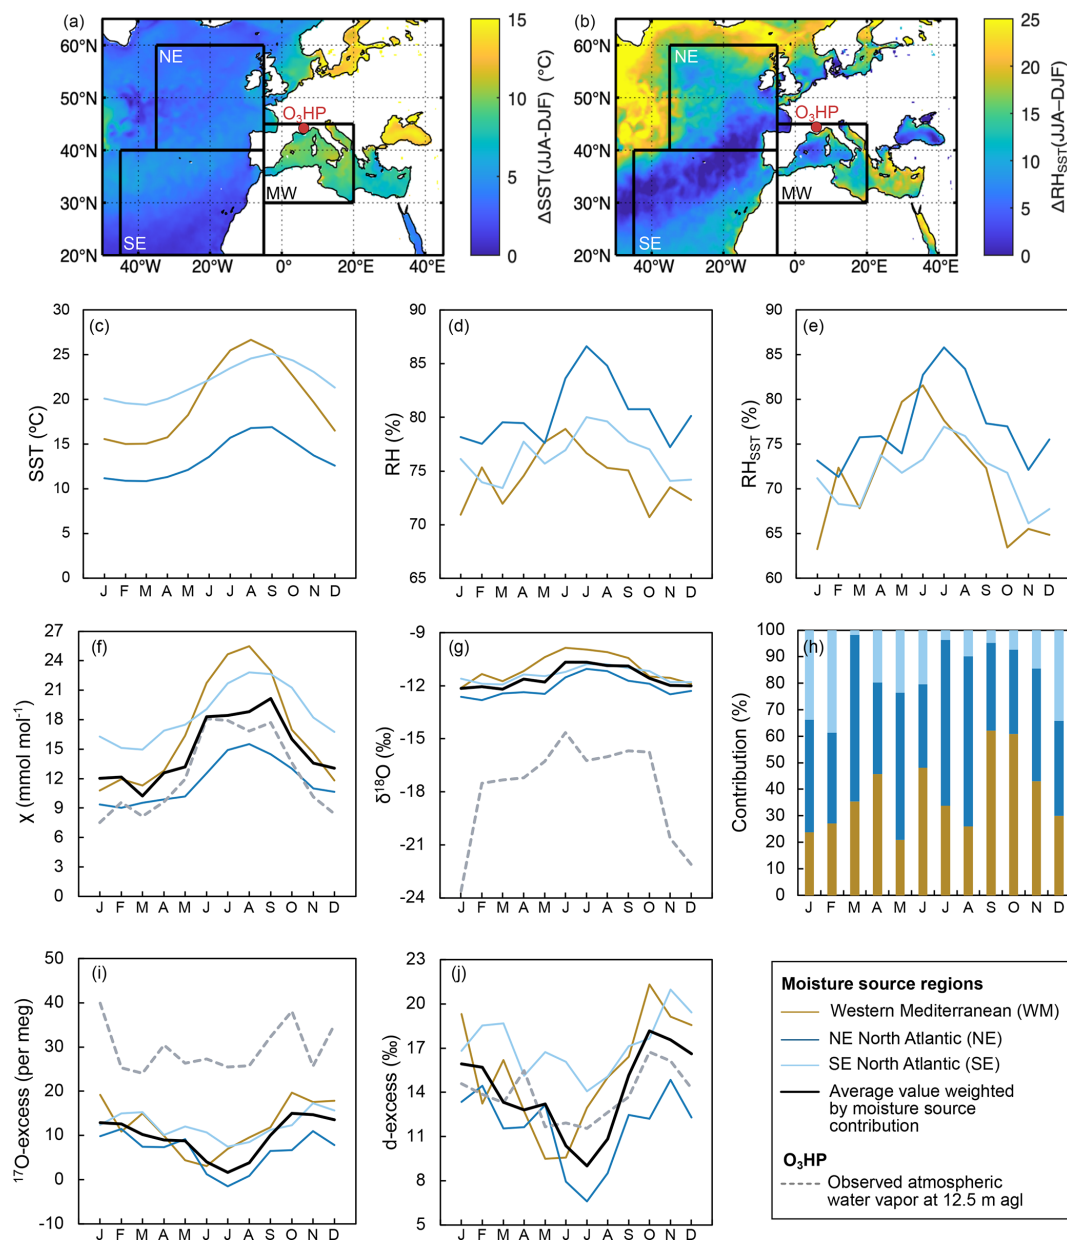 (a)
60°N
50°N
40°N
30°N
20°N
40°W
20°W
0°
20°E
40°E
NE
SE
MW
O₃HP
15
10
5
0
ΔSST(JJA-DJF) (°C)
(b)
60°N
50°N
40°N
30°N
20°N
40°W
20°W
0°
20°E
40°E
NE
SE
MW
O₃HP
25
20
15
10
5
0
ΔRH_SST(JJA–DJF)
(c)
SST (ºC)
30
25
20
15
10
5
0
J F M A M J J A S O N D
(d)
RH (%)
90
85
80
75
70
65
J F M A M J J A S O N D
(e)
RH_SST (%)
90
85
80
75
70
65
60
J F M A M J J A S O N D
(f)
χ (mmol mol⁻¹)
27
24
21
18
15
12
9
6
3
0
J F M A M J J A S O N D
(g)
δ¹⁸O (‰)
-9
-12
-15
-18
-21
-24
J F M A M J J A S O N D
(h)
Contribution (%)
100
90
80
70
60
50
40
30
20
10
0
J F M A M J J A S O N D
(i)
¹⁷O-excess (per meg)
50
40
30
20
10
0
-10
J F M A M J J A S O N D
(j)
d-excess (‰)
23
20
17
14
11
8
5
J F M A M J J A S O N D
Moisture source regions
Western Mediterranean (WM)
NE North Atlantic (NE)
SE North Atlantic (SE)
Average value weighted
by moisture source
contribution
O₃HP
Observed atmospheric
water vapor at 12.5 m agl